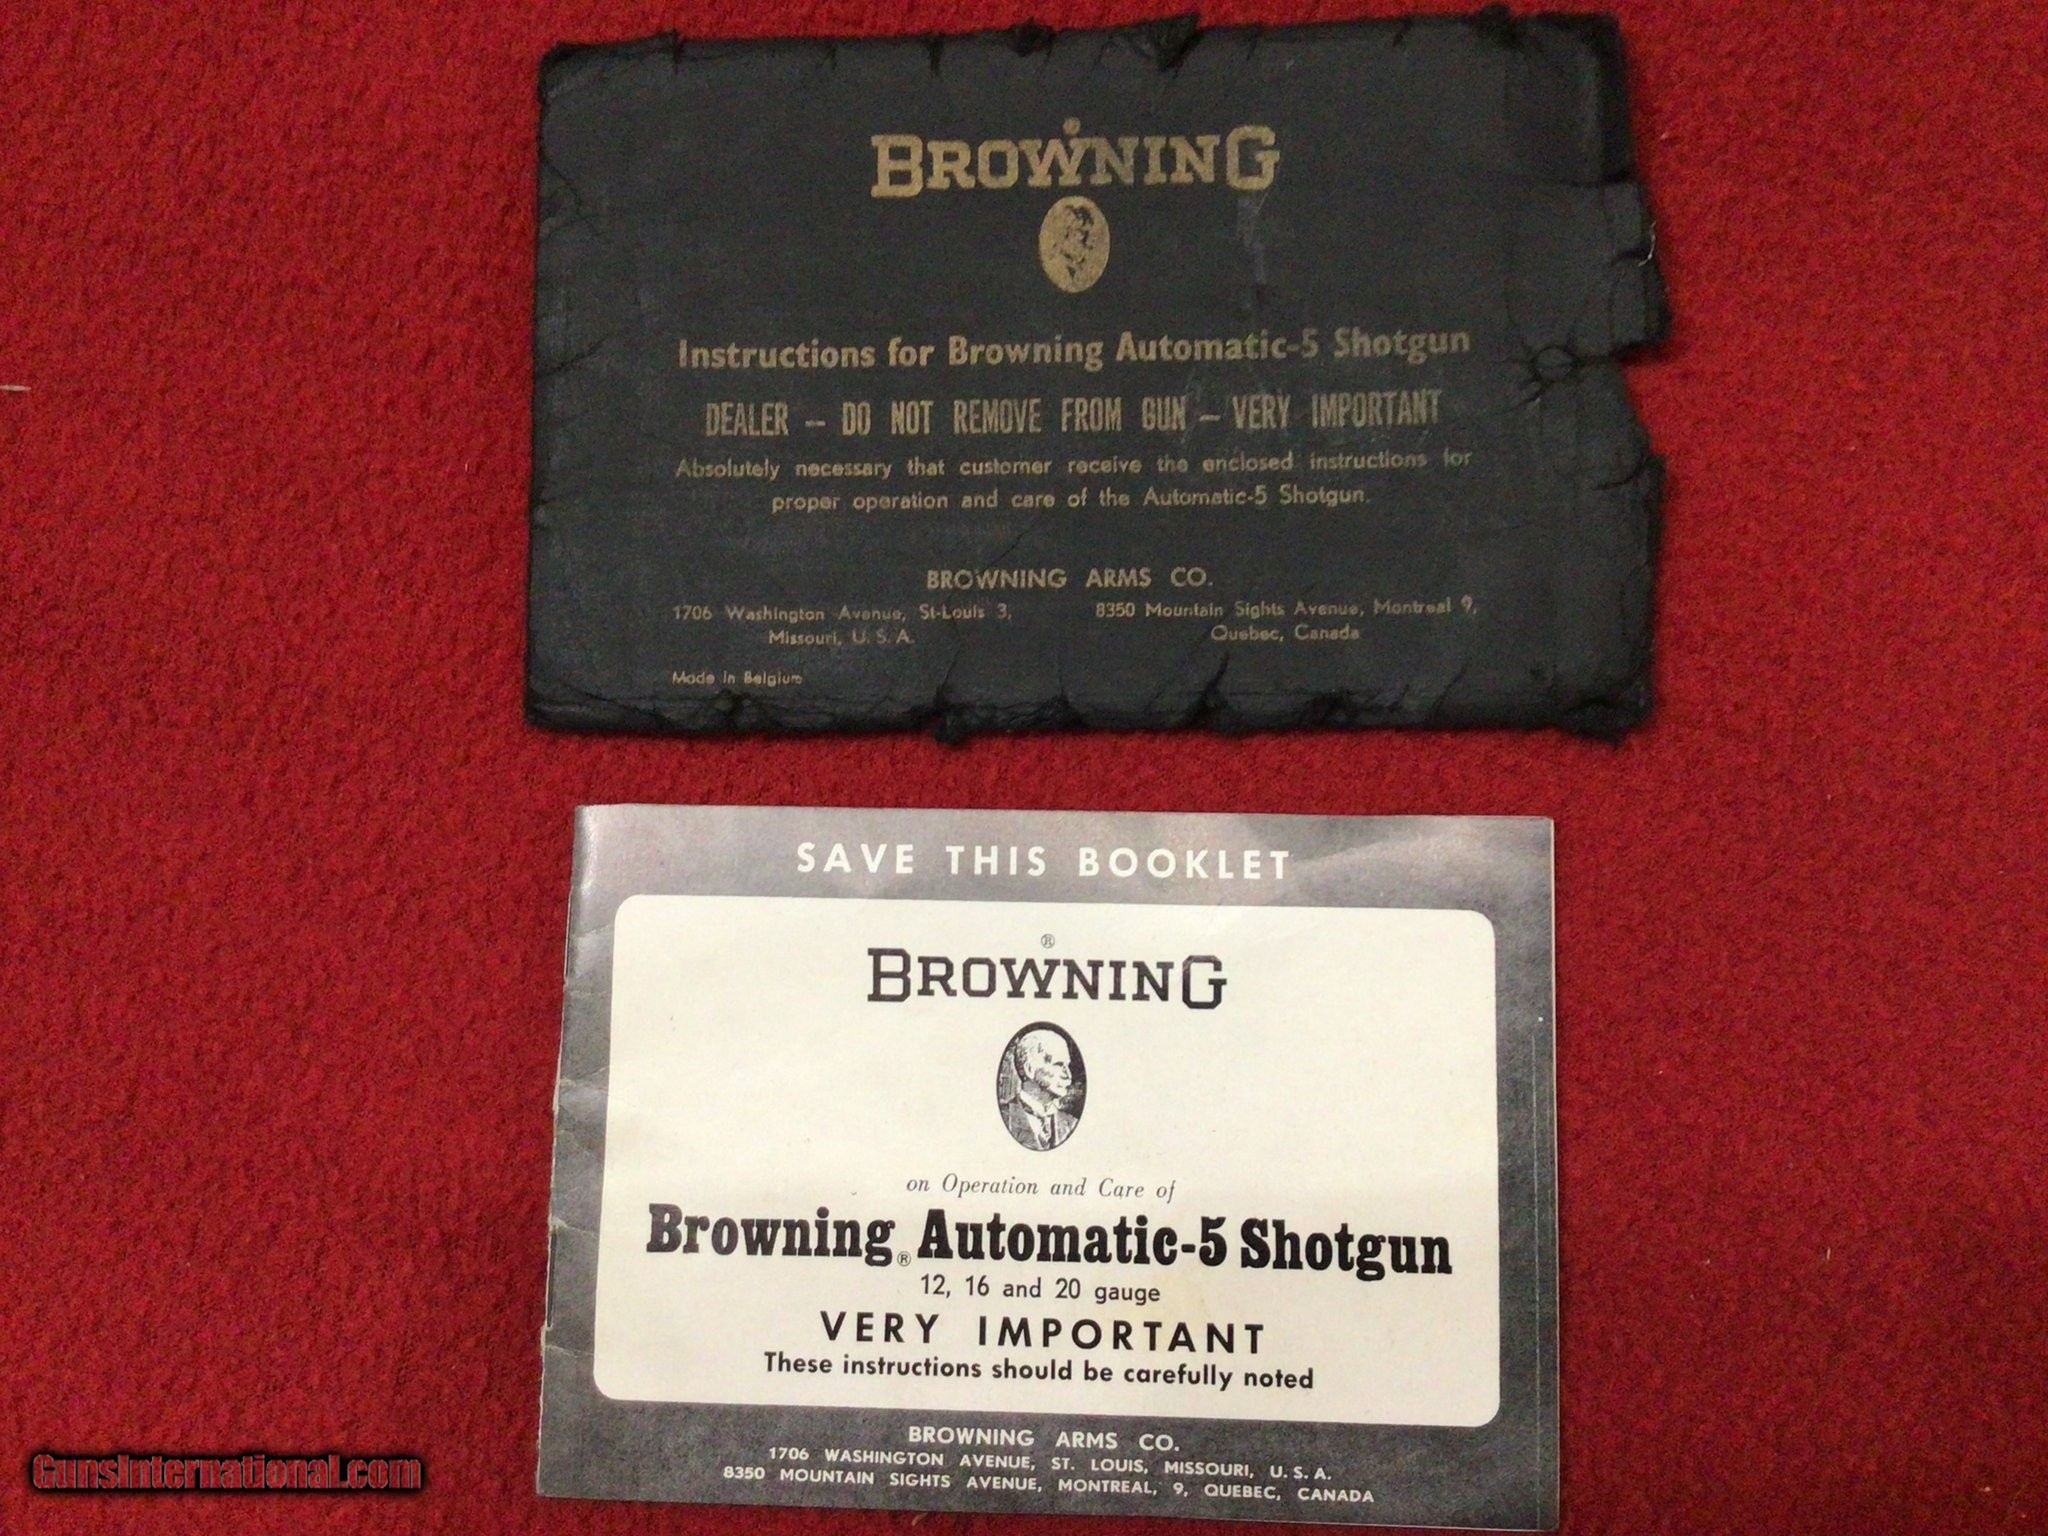 ®
BROWNING
Instructions for Browning Automatic-5 Shotgun
DEALER - DO NOT REMOVE FROM GUN - VERY IMPORTANT
Absolutely necessary that customer receive the enclosed instructions for
proper operation and care of the Automatic-5 Shotgun.
BROWNING ARMS CO.
1706 Washington Avenue, St-Louis 3,
Missouri, U. S. A.
8350 Mountain Sights Avenue, Montreal 9,
Quebec, Canada
Made in Belgium
SAVE THIS BOOKLET
®
BROWNING
on Operation and Care of
Browning® Automatic-5 Shotgun
12, 16 and 20 gauge
VERY IMPORTANT
These instructions should be carefully noted
BROWNING ARMS CO.
1706 WASHINGTON AVENUE, ST. LOUIS, MISSOURI, U. S. A.
8350 MOUNTAIN SIGHTS AVENUE, MONTREAL, 9, QUEBEC, CANADA
GunsInternational.com